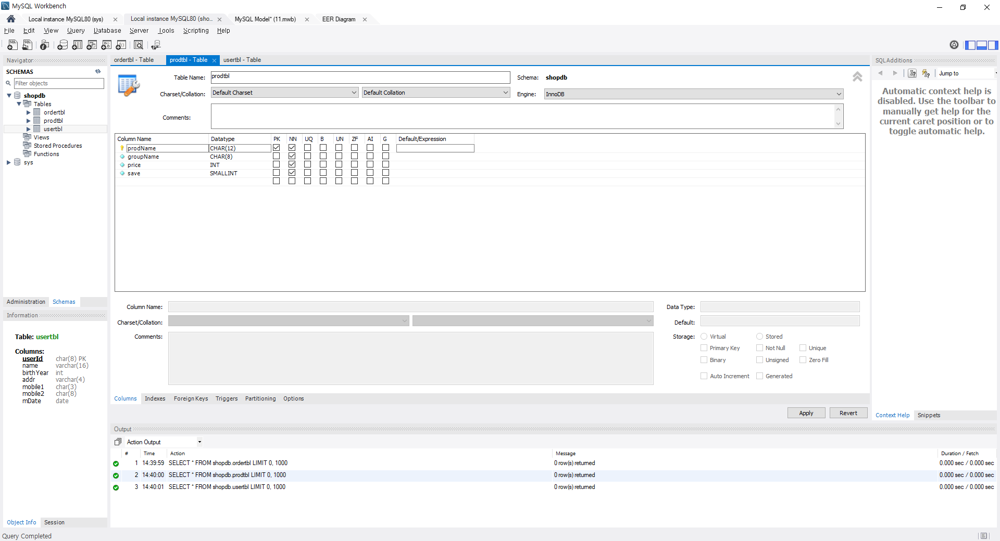 MySQL Workbench
Local instance MySQL80 (sys)
Local instance MySQL80 (sho...
MySQL Model* (11.mwb)
EER Diagram
File Edit View Query Database Server Tools Scripting Help
Navigator
SCHEMAS
Filter objects
shopdb
Tables
ordertbl
prodtbl
usertbl
Views
Stored Procedures
Functions
sys
Administration Schemas
Information
Table: usertbl
Columns:
userId char(8) PK
name varchar(16)
birthYear int
addr varchar(4)
mobile1 char(3)
mobile2 char(8)
mDate date
Object Info Session
ordertbl - Table prodtbl - Table usertbl - Table
Table Name: prodtbl Schema: shopdb
Charset/Collation: Default Charset Default Collation Engine: InnoDB
Comments:
Column Name Datatype PK NN UQ B UN ZF AI G Default/Expression
prodName CHAR(12)
groupName CHAR(8)
price INT
save SMALLINT
Column Name: Data Type:
Charset/Collation: Default:
Comments: Storage: Virtual Stored
Primary Key Not Null Unique
Binary Unsigned Zero Fill
Auto Increment Generated
Columns Indexes Foreign Keys Triggers Partitioning Options
Apply Revert
SQLAdditions
Jump to
Automatic context help is
disabled. Use the toolbar to
manually get help for the
current caret position or to
toggle automatic help.
Context Help Snippets
Output
Action Output
# Time Action Message Duration / Fetch
1 14:39:59 SELECT * FROM shopdb.ordertbl LIMIT 0, 1000 0 row(s) returned 0.000 sec / 0.000 sec
2 14:40:00 SELECT * FROM shopdb.prodtbl LIMIT 0, 1000 0 row(s) returned 0.000 sec / 0.000 sec
3 14:40:01 SELECT * FROM shopdb.usertbl LIMIT 0, 1000 0 row(s) returned 0.000 sec / 0.000 sec
Query Completed